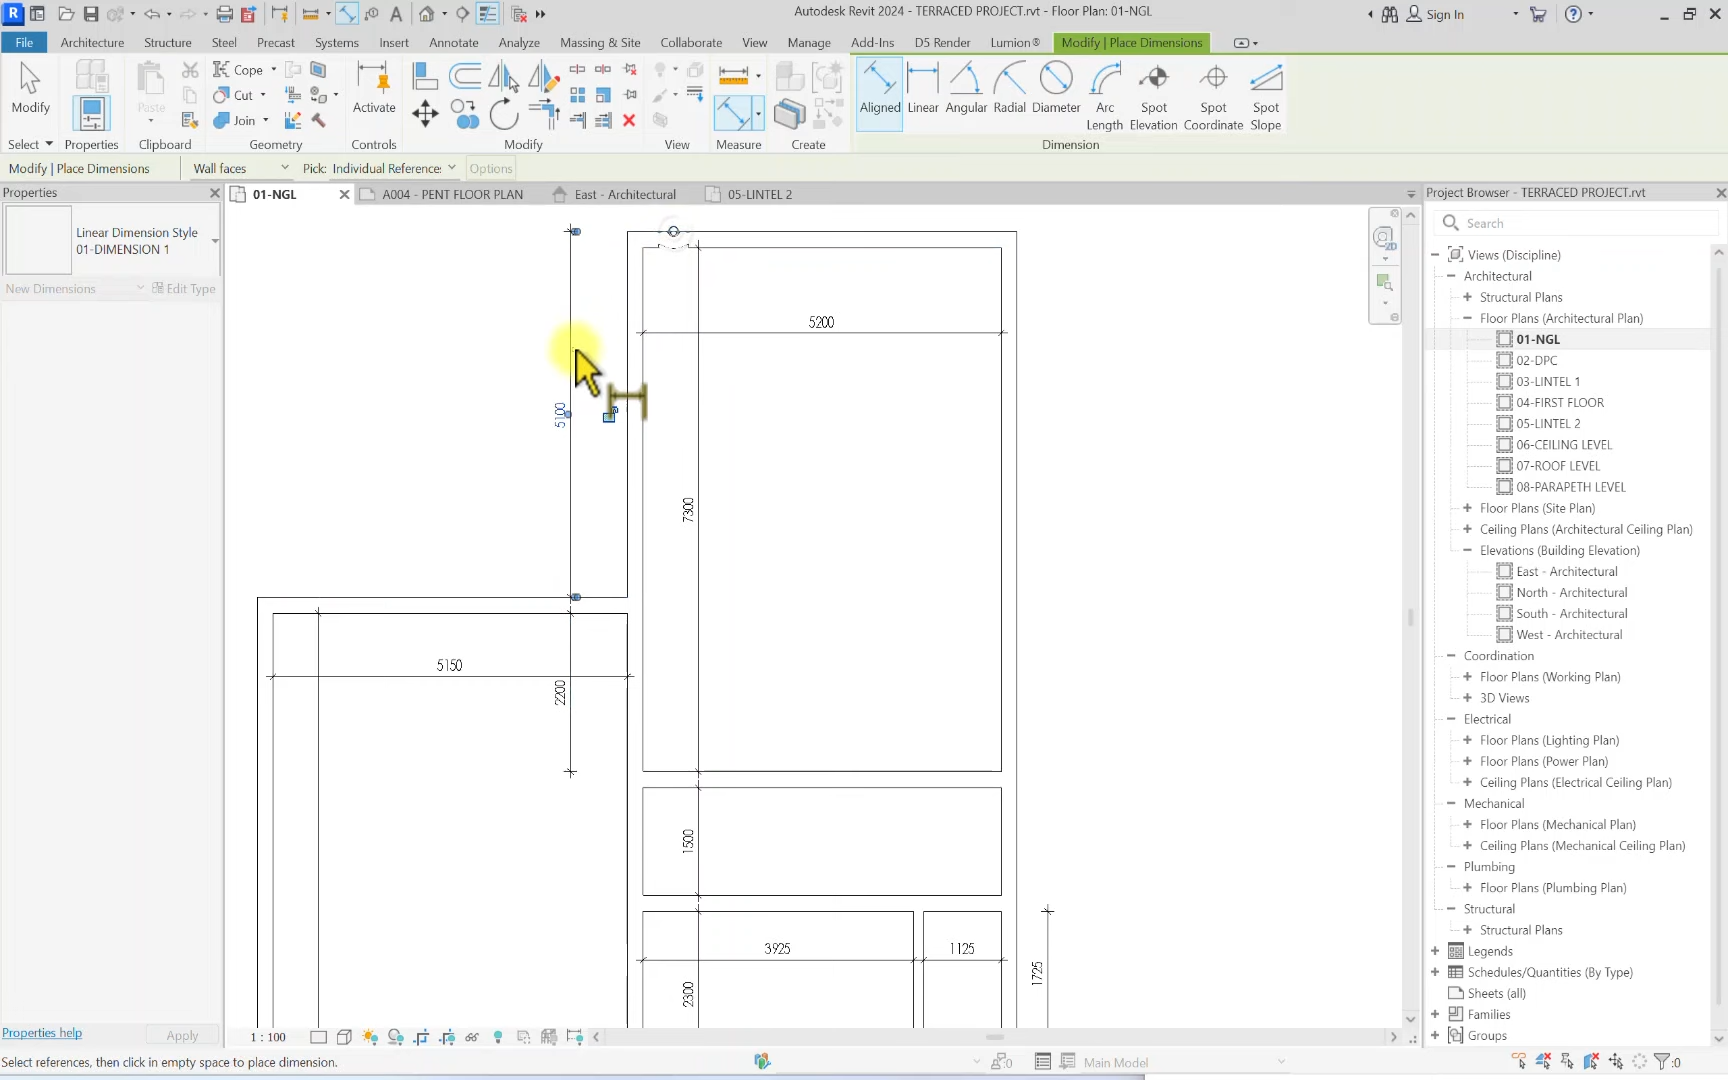 Autodesk Revit 2024 - TERRACED PROJECT.rvt - Floor Plan: 01-NGL
Sign In
File
Architecture
Structure
Steel
Precast
Systems
Insert
Annotate
Analyze
Massing & Site
Collaborate
View
Manage
Add-Ins
D5 Render
Lumion®
Modify | Place Dimensions
Modify
Select
Properties
Paste
Clipboard
Cope
Cut
Join
Geometry
Activate
Controls
Modify
View
Measure
Create
Aligned
Linear
Angular
Radial
Diameter
Arc
Length
Spot
Elevation
Spot
Coordinate
Spot
Slope
Dimension
Modify | Place Dimensions
Wall faces
Pick:
Individual References
Options
Properties
01-NGL
A004 - PENT FLOOR PLAN
East - Architectural
05-LINTEL 2
Linear Dimension Style
01-DIMENSION 1
New Dimensions
Edit Type
5200
5100
7300
5150
2200
1500
3925
1125
2300
1725
Properties help
Apply
1 : 100
Select references, then click in empty space to place dimension.
:0
Main Model
:0
Project Browser - TERRACED PROJECT.rvt
Search
Views (Discipline)
Architectural
Structural Plans
Floor Plans (Architectural Plan)
01-NGL
02-DPC
03-LINTEL 1
04-FIRST FLOOR
05-LINTEL 2
06-CEILING LEVEL
07-ROOF LEVEL
08-PARAPETH LEVEL
Floor Plans (Site Plan)
Ceiling Plans (Architectural Ceiling Plan)
Elevations (Building Elevation)
East - Architectural
North - Architectural
South - Architectural
West - Architectural
Coordination
Floor Plans (Working Plan)
3D Views
Electrical
Floor Plans (Lighting Plan)
Floor Plans (Power Plan)
Ceiling Plans (Electrical Ceiling Plan)
Mechanical
Floor Plans (Mechanical Plan)
Ceiling Plans (Mechanical Ceiling Plan)
Plumbing
Floor Plans (Plumbing Plan)
Structural
Structural Plans
Legends
Schedules/Quantities (By Type)
Sheets (all)
Families
Groups